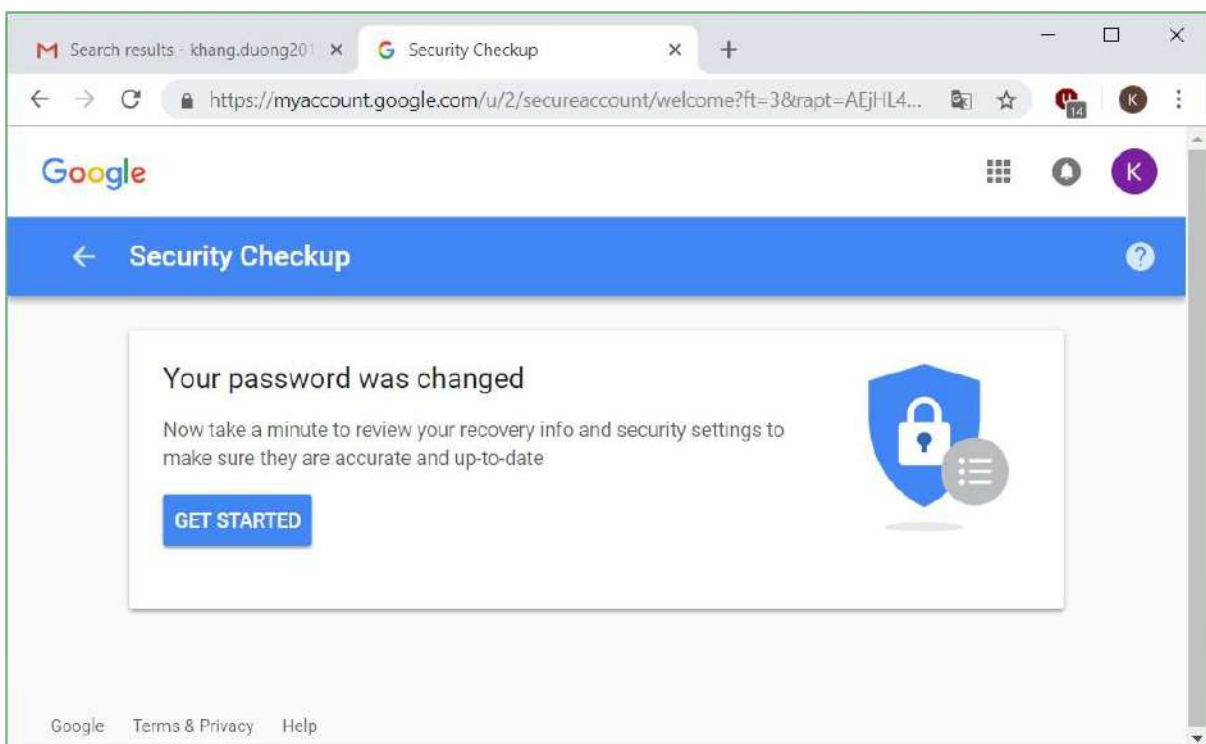 Search results - khang.duong201
Security Checkup
https://myaccount.google.com/u/2/secureaccount/welcome?ft=3&rapt=AEjHL4...
14
K
Google
K
Security Checkup
?
Your password was changed
Now take a minute to review your recovery info and security settings to
make sure they are accurate and up-to-date
GET STARTED
Google Terms & Privacy Help